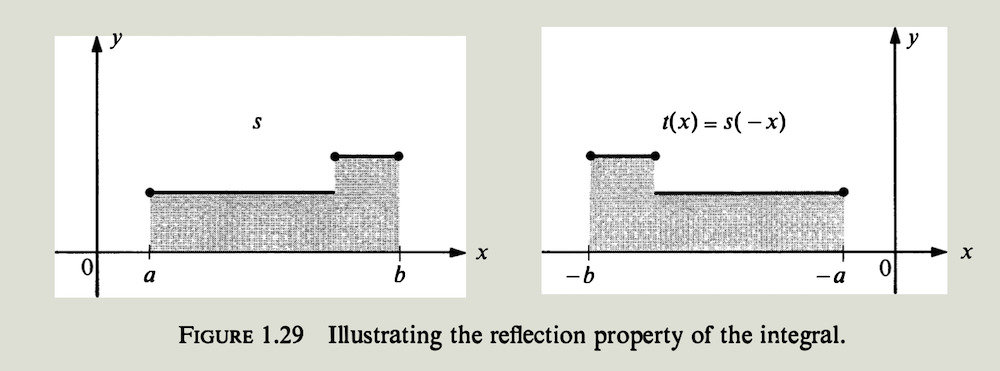 y
s
0
a
b
x
y
t(x) = s( − x)
−b
−a
0
x
FIGURE 1.29 Illustrating the reflection property of the integral.